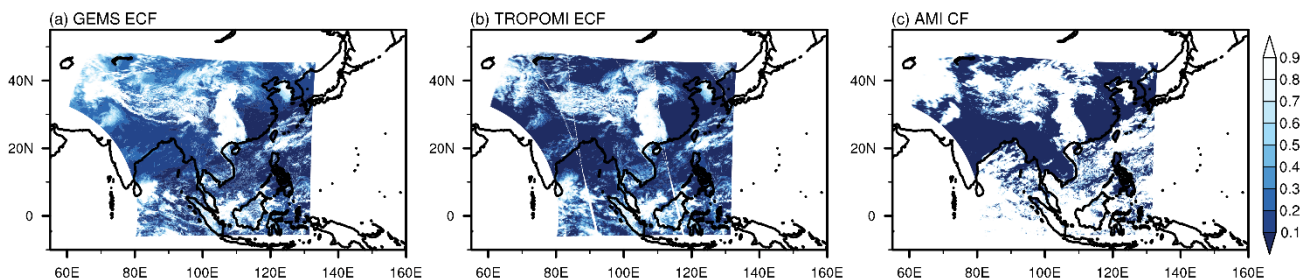 (a) GEMS ECF
(b) TROPOMI ECF
(c) AMI CF
40N
20N
0
60E 80E 100E 120E 140E 160E
40N
20N
0
60E 80E 100E 120E 140E 160E
40N
20N
0
60E 80E 100E 120E 140E 160E
0.9
0.8
0.7
0.6
0.5
0.4
0.3
0.2
0.1